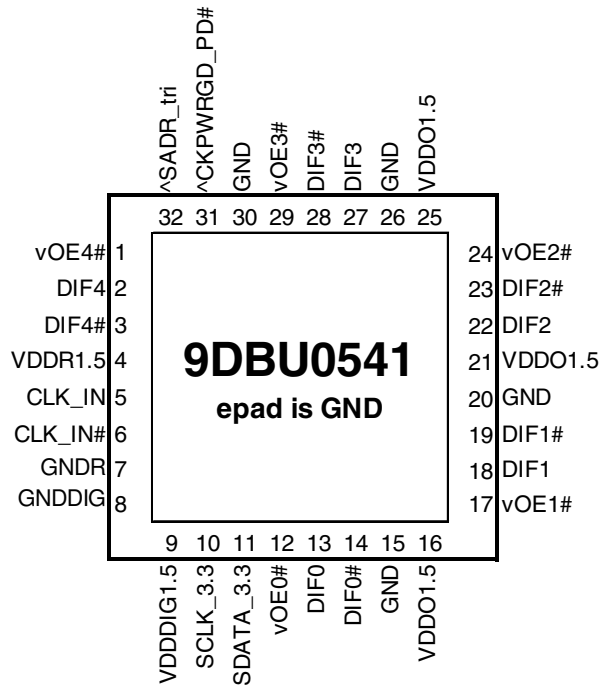 ^SADR_tri
^CKPWRGD_PD#
GND
vOE3#
DIF3#
DIF3
GND
VDDO1.5
32 31 30 29 28 27 26 25
vOE4# 1
DIF4 2
DIF4# 3
VDDR1.5 4
CLK_IN 5
CLK_IN# 6
GNDR 7
GNDDIG 8
9DBU0541
epad is GND
24 vOE2#
23 DIF2#
22 DIF2
21 VDDO1.5
20 GND
19 DIF1#
18 DIF1
17 vOE1#
9 10 11 12 13 14 15 16
VDDDIG1.5
SCLK_3.3
SDATA_3.3
vOE0#
DIF0
DIF0#
GND
VDDO1.5